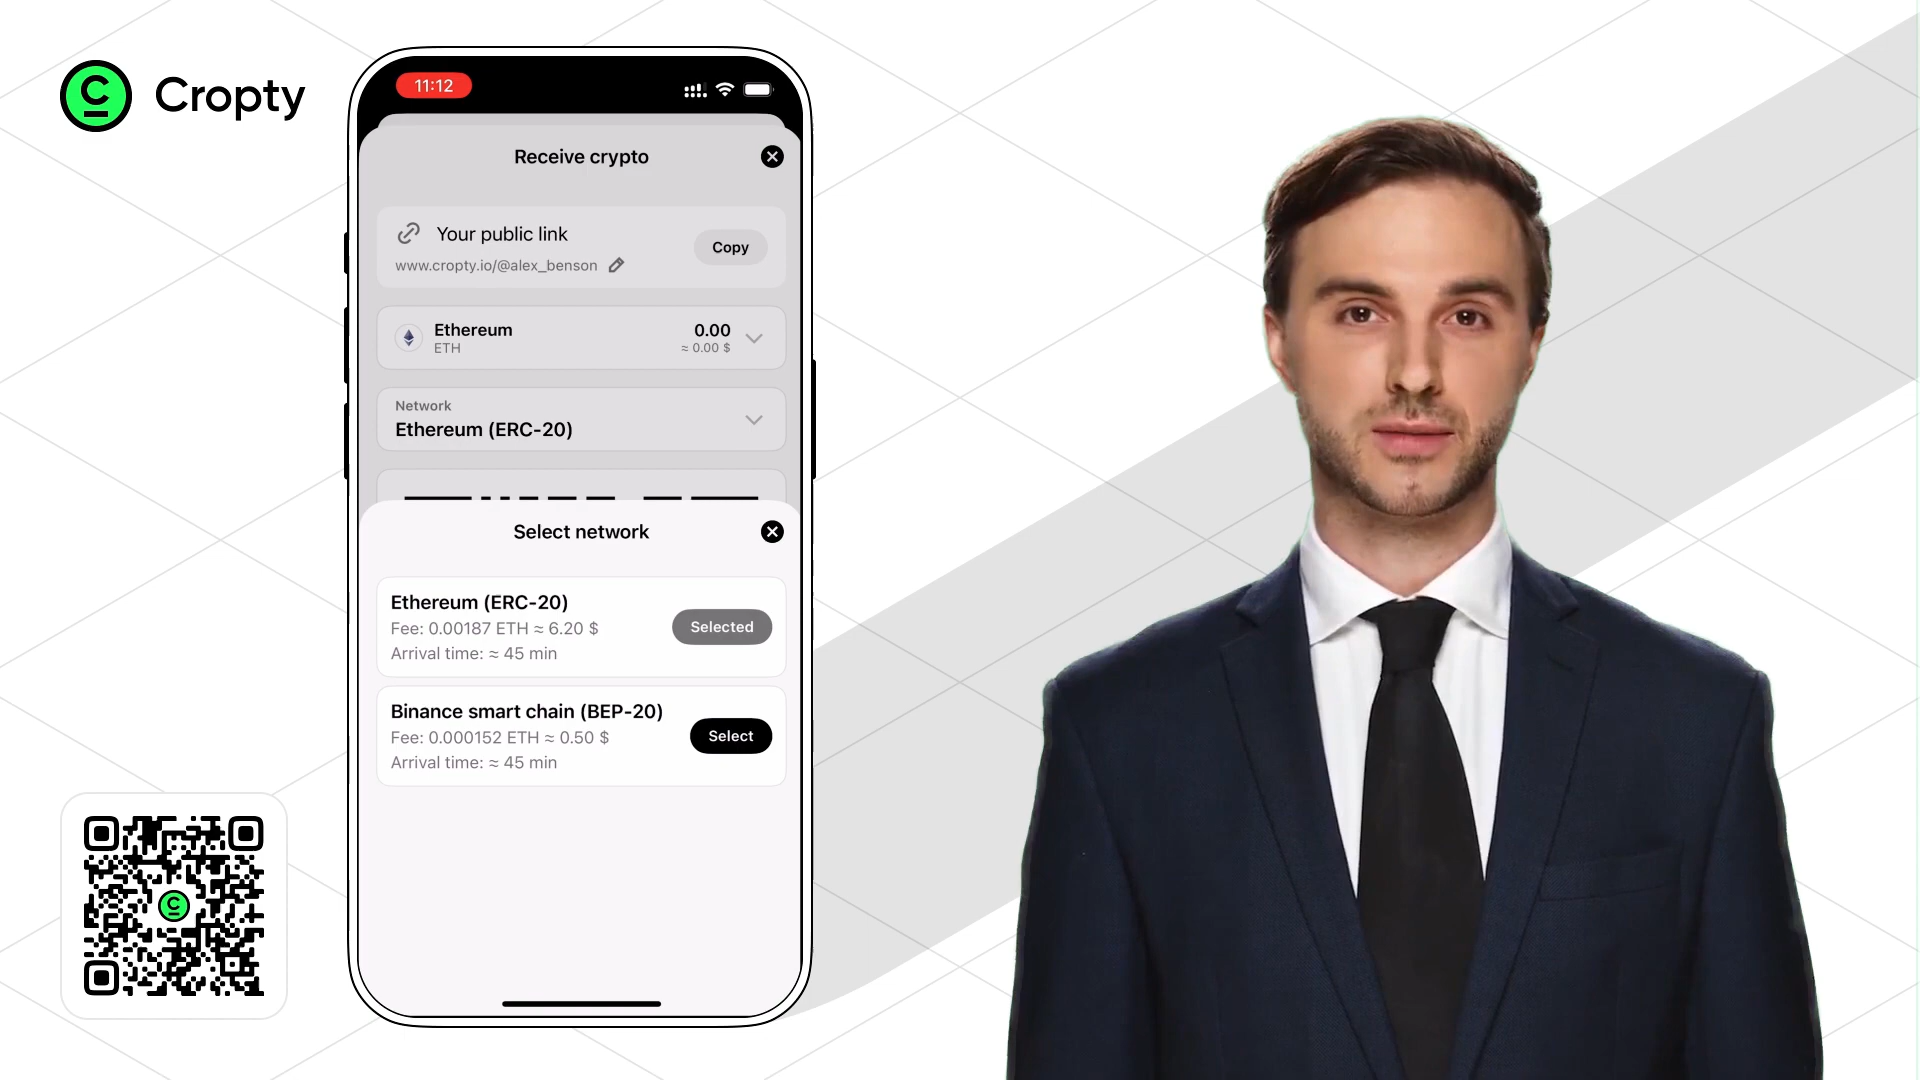 Cropty
11:12
Receive crypto
Your public link
www.cropty.io/@alex_benson
Copy
Ethereum
ETH
0.00
≈ 0.00 $
Network
Ethereum (ERC-20)
Select network
Ethereum (ERC-20)
Fee: 0.00187 ETH ≈ 6.20 $
Arrival time: ≈ 45 min
Selected
Binance smart chain (BEP-20)
Fee: 0.000152 ETH ≈ 0.50 $
Arrival time: ≈ 45 min
Select